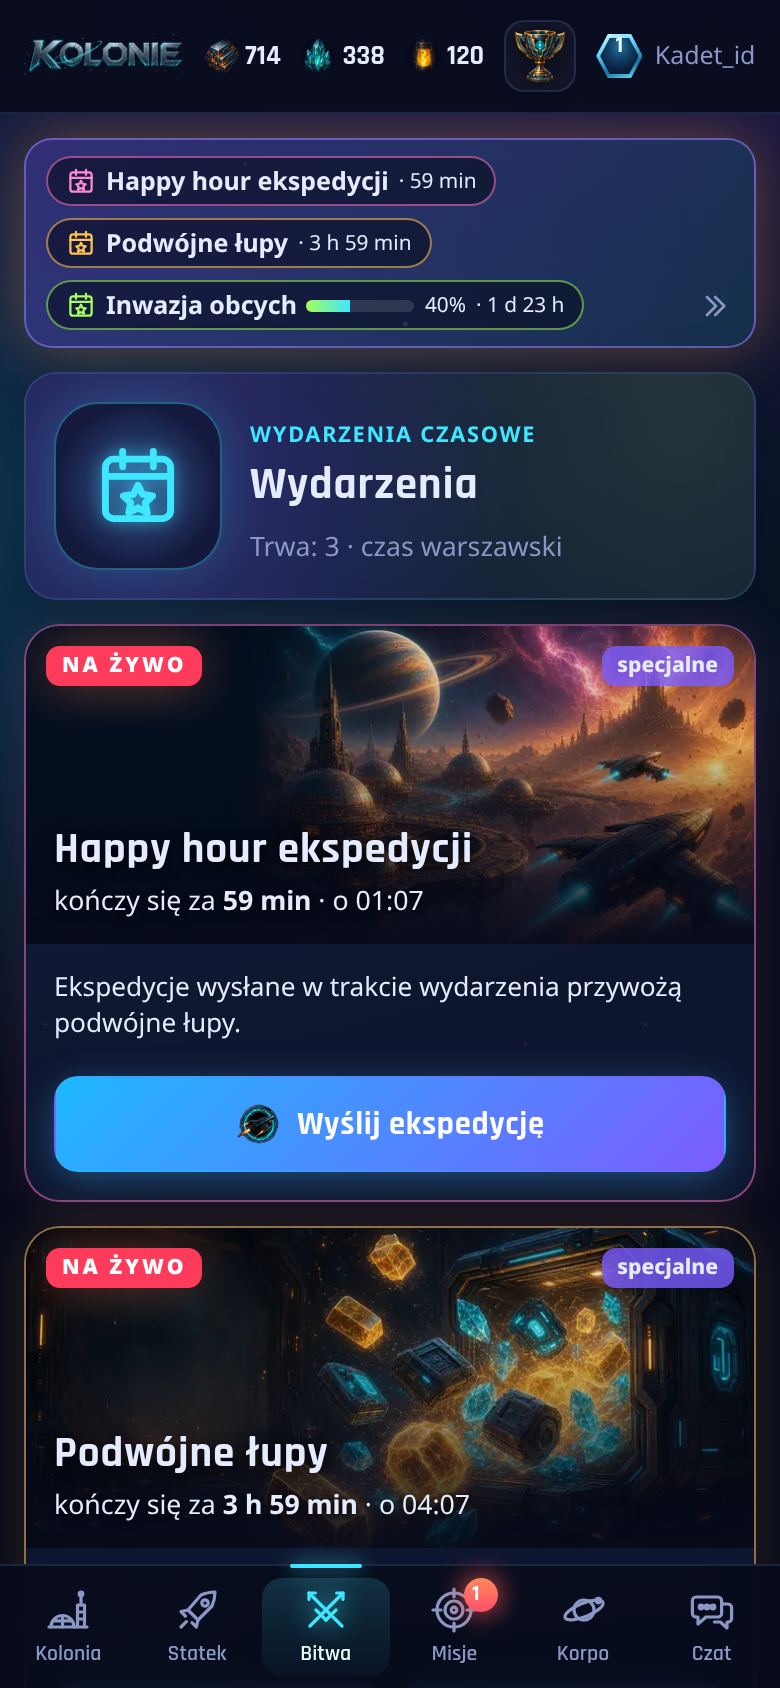 KOLONIE 714 338 120 1 Kadet_id
Happy hour ekspedycji · 59 min
Podwójne łupy · 3 h 59 min
Inwazja obcych 40% · 1 d 23 h
WYDARZENIA CZASOWE
Wydarzenia
Trwa: 3 · czas warszawski
NA ŻYWO specjalne
Happy hour ekspedycji
kończy się za 59 min · o 01:07
Ekspedycje wysłane w trakcie wydarzenia przywożą
podwójne łupy.
Wyślij ekspedycję
NA ŻYWO specjalne
Podwójne łupy
kończy się za 3 h 59 min · o 04:07
1
Kolonia Statek Bitwa Misje Korpo Czat